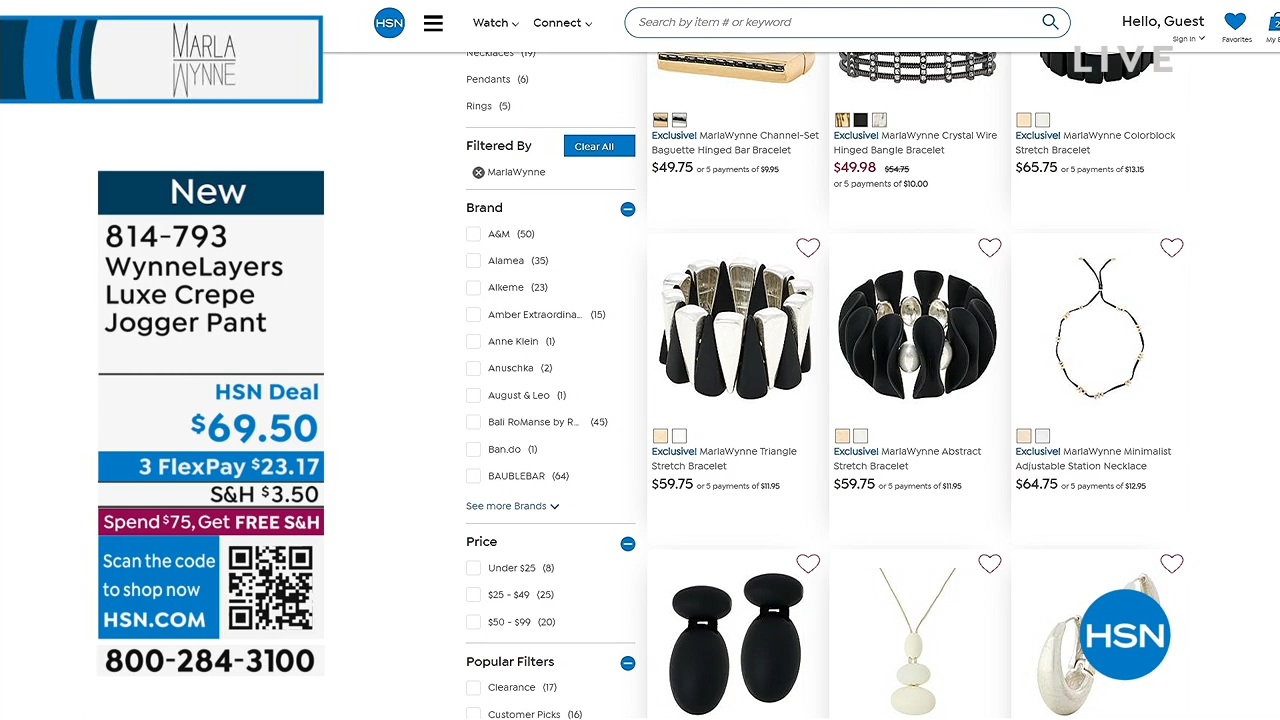 MARLA
WYNNE
New
814-793
WynneLayers
Luxe Crepe
Jogger Pant
HSN Deal
$69.50
3 FlexPay $23.17
S&H $3.50
Spend $75, Get FREE S&H
Scan the code
to shop now
HSN.COM
800-284-3100
HSN
Watch
Connect
Search by item # or keyword
Hello, Guest
Sign In
Favorites
My
LIVE
Necklaces (19)
Pendants (6)
Rings (5)
Filtered By
Clear All
MarlaWynne
Brand
A&M (50)
Alamea (35)
Alkeme (23)
Amber Extraordina... (15)
Anne Klein (1)
Anuschka (2)
August & Leo (1)
Bali RoManse by R... (45)
Ban.do (1)
BAUBLEBAR (64)
See more Brands
Price
Under $25 (8)
$25 - $49 (25)
$50 - $99 (20)
Popular Filters
Clearance (17)
Customer Picks (16)
Exclusive! MarlaWynne Channel-Set
Baguette Hinged Bar Bracelet
$49.75 or 5 payments of $9.95
Exclusive! MarlaWynne Crystal Wire
Hinged Bangle Bracelet
$49.98 $54.75
or 5 payments of $10.00
Exclusive! MarlaWynne Colorblock
Stretch Bracelet
$65.75 or 5 payments of $13.15
Exclusive! MarlaWynne Triangle
Stretch Bracelet
$59.75 or 5 payments of $11.95
Exclusive! MarlaWynne Abstract
Stretch Bracelet
$59.75 or 5 payments of $11.95
Exclusive! MarlaWynne Minimalist
Adjustable Station Necklace
$64.75 or 5 payments of $12.95
HSN